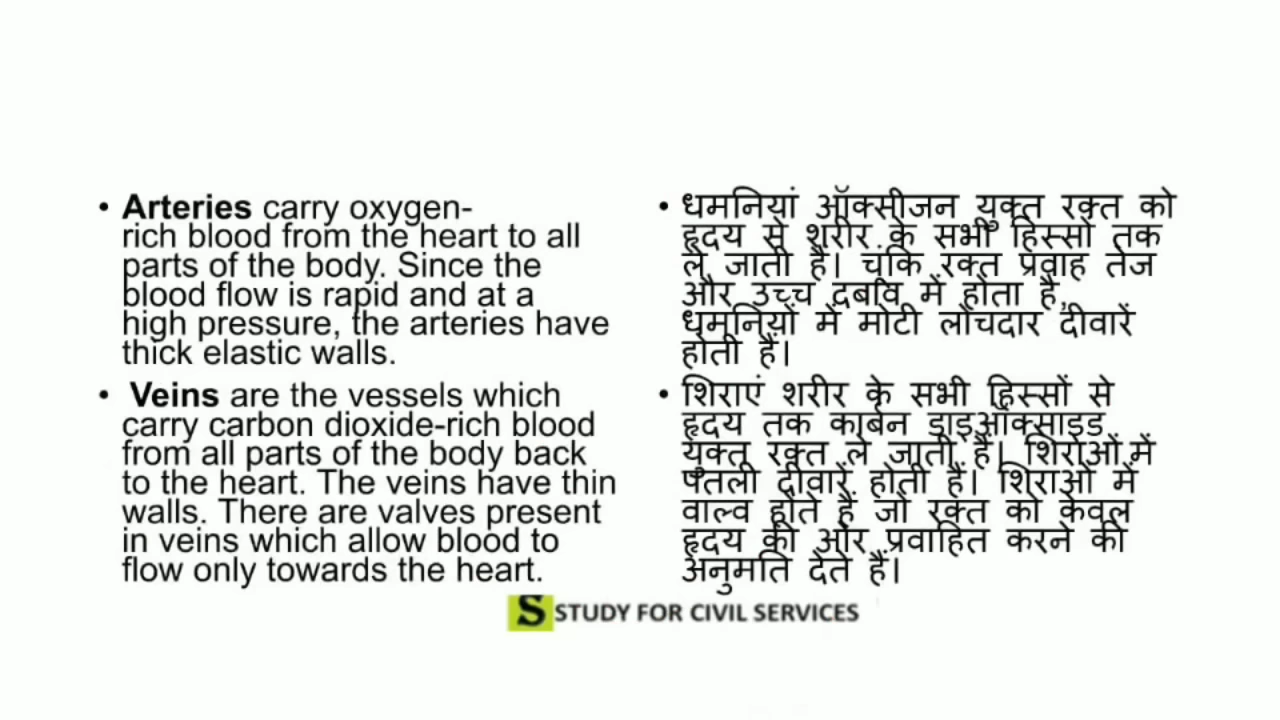 • Arteries carry oxygen-
rich blood from the heart to all
parts of the body. Since the
blood flow is rapid and at a
high pressure, the arteries have
thick elastic walls.
• Veins are the vessels which
carry carbon dioxide-rich blood
from all parts of the body back
to the heart. The veins have thin
walls. There are valves present
in veins which allow blood to
flow only towards the heart.
• धमनियां ऑक्सीजन युक्त रक्त को
हृदय से शरीर के सभी हिस्सों तक
ले जाती हैं। चूंकि रक्त प्रवाह तेज
और उच्च दबाव में होता है,
धमनियों में मोटी लोचदार दीवारें
होती हैं।
• शिराएं शरीर के सभी हिस्सों से
हृदय तक कार्बन डाइऑक्साइड
युक्त रक्त ले जाती हैं। शिराओं में
पतली दीवारें होती हैं। शिराओं में
वाल्व होते हैं जो रक्त को केवल
हृदय की ओर प्रवाहित करने की
अनुमति देते हैं।
S STUDY FOR CIVIL SERVICES